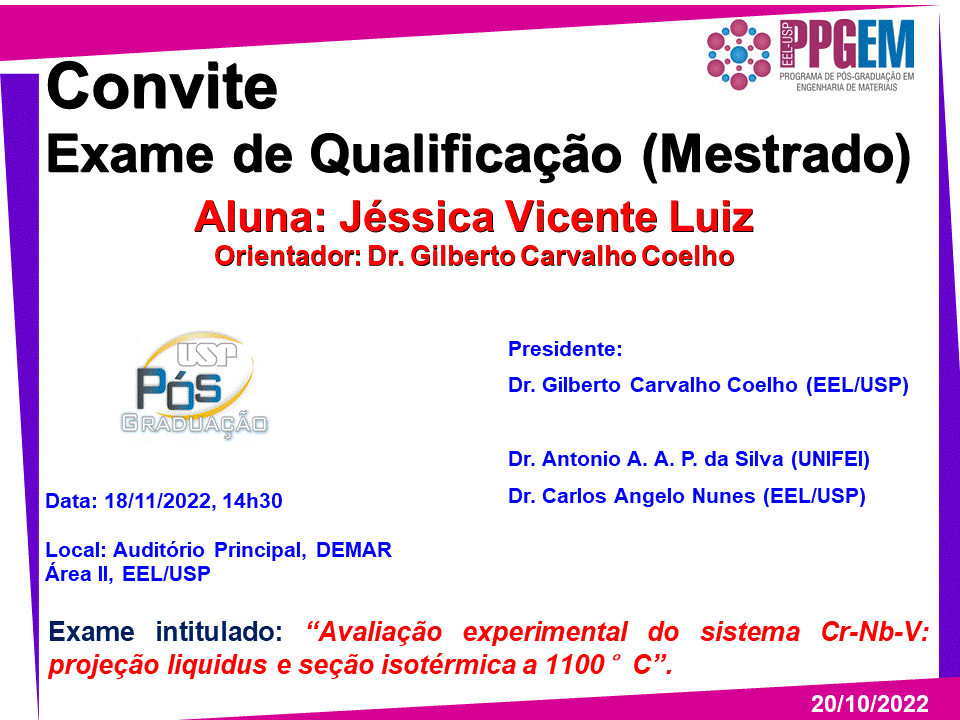 EEL-USP
PPGEM
PROGRAMA DE PÓS-GRADUAÇÃO EM
ENGENHARIA DE MATERIAIS
Convite
Exame de Qualificação (Mestrado)
Aluna: Jéssica Vicente Luiz
Orientador: Dr. Gilberto Carvalho Coelho
USP
Pós
GRADUAÇÃO
Presidente:
Dr. Gilberto Carvalho Coelho (EEL/USP)
Dr. Antonio A. A. P. da Silva (UNIFEI)
Dr. Carlos Angelo Nunes (EEL/USP)
Data: 18/11/2022, 14h30
Local: Auditório Principal, DEMAR
Área II, EEL/USP
Exame intitulado: “Avaliação experimental do sistema Cr-Nb-V:
projeção liquidus e seção isotérmica a 1100 ° C”.
20/10/2022